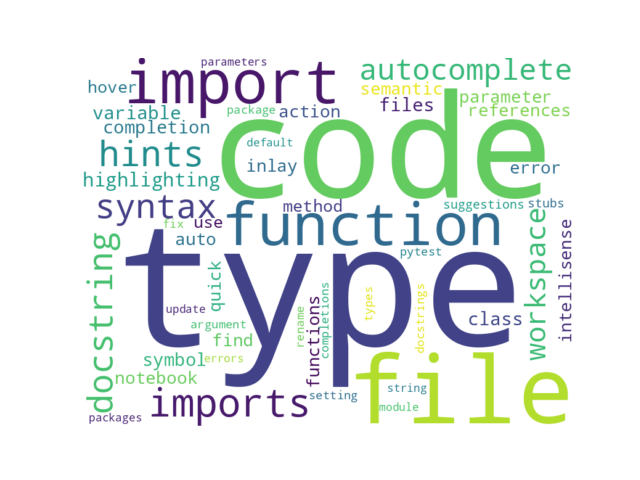 parameters
import
autocomplete
hover
semantic
code
variable
package
action
files
parameter
references
completion
default
hints
inlay
error
highlighting
syntax
method
suggestions
stubs
fix
use
function
auto
pytest
workspace
intellisense
docstring
type
quick
types
docstrings
completions
functions
rename
update
argument
class
find
symbol
errors
file
notebook
imports
setting
string
module
packages